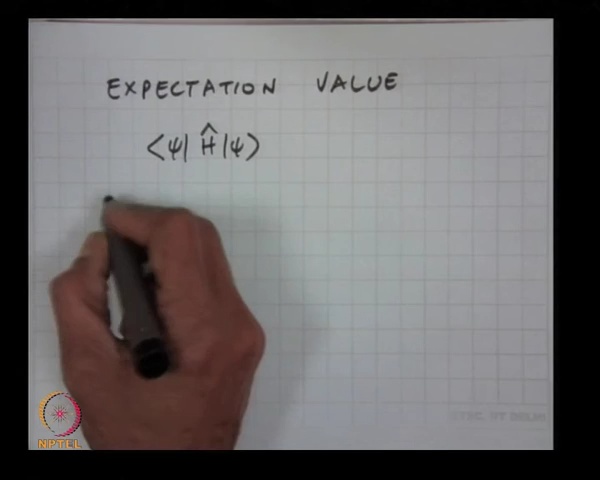 EXPECTATION VALUE
⟨ψ| Ĥ |ψ⟩
NPTEL